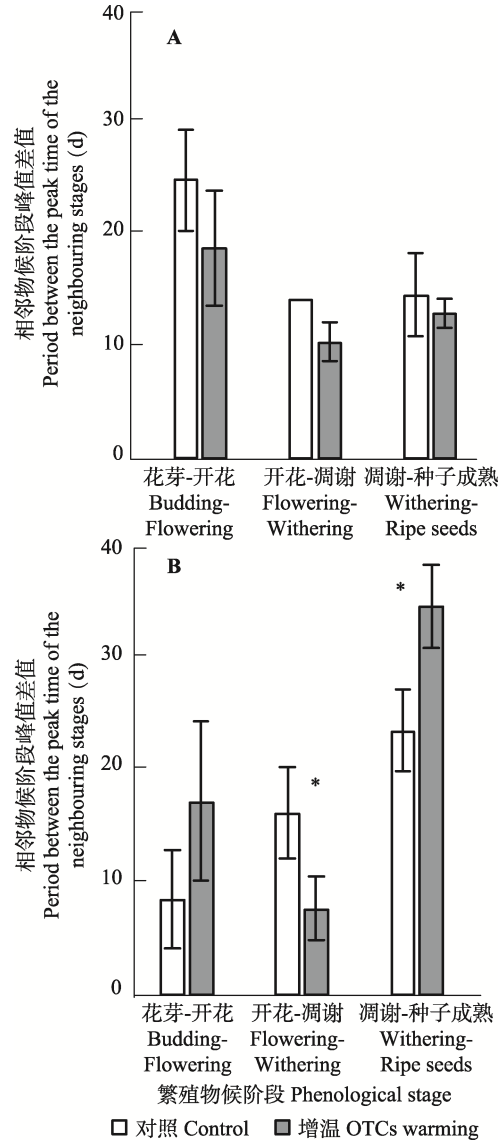 40
30
20
10
0
A
相邻物候阶段峰值差值
Period between the peak time of the
neighbouring stages (d)
花芽-开花
Budding-
Flowering
开花-凋谢
Flowering-
Withering
凋谢-种子成熟
Withering-
Ripe seeds
40
30
20
10
0
B
*
*
相邻物候阶段峰值差值
Period between the peak time of the
neighbouring stages (d)
花芽-开花
Budding-
Flowering
开花-凋谢
Flowering-
Withering
凋谢-种子成熟
Withering-
Ripe seeds
繁殖物候阶段 Phenological stage
对照 Control
增温 OTCs warming